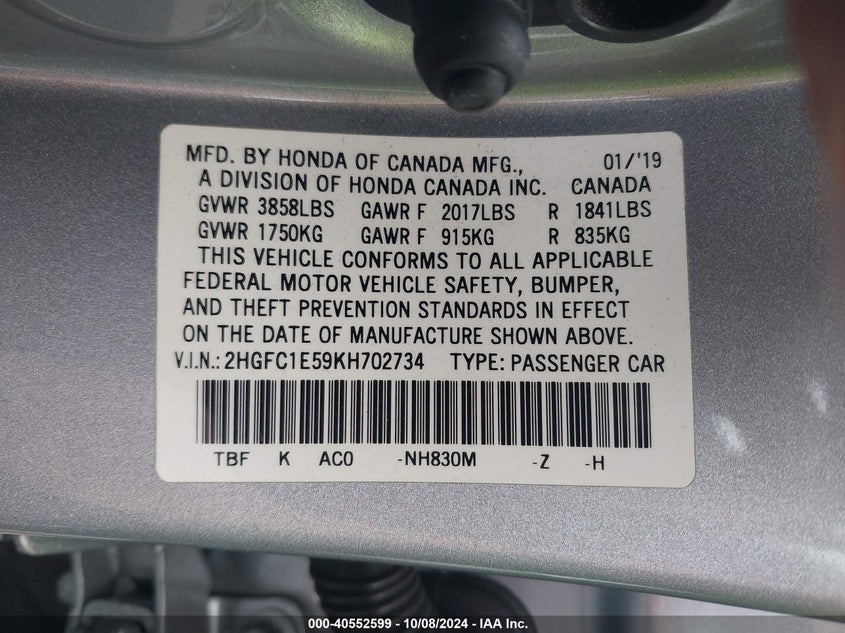 MFD. BY HONDA OF CANADA MFG., 01/'19
A DIVISION OF HONDA CANADA INC. CANADA
GVWR 3858LBS GAWR F 2017LBS R 1841LBS
GVWR 1750KG GAWR F 915KG R 835KG
THIS VEHICLE CONFORMS TO ALL APPLICABLE
FEDERAL MOTOR VEHICLE SAFETY, BUMPER,
AND THEFT PREVENTION STANDARDS IN EFFECT
ON THE DATE OF MANUFACTURE SHOWN ABOVE.
V.I.N.: 2HGFC1E59KH702734 TYPE: PASSENGER CAR
TBF K AC0 -NH830M -Z -H
000-40552599 - 10/08/2024 - IAA Inc.